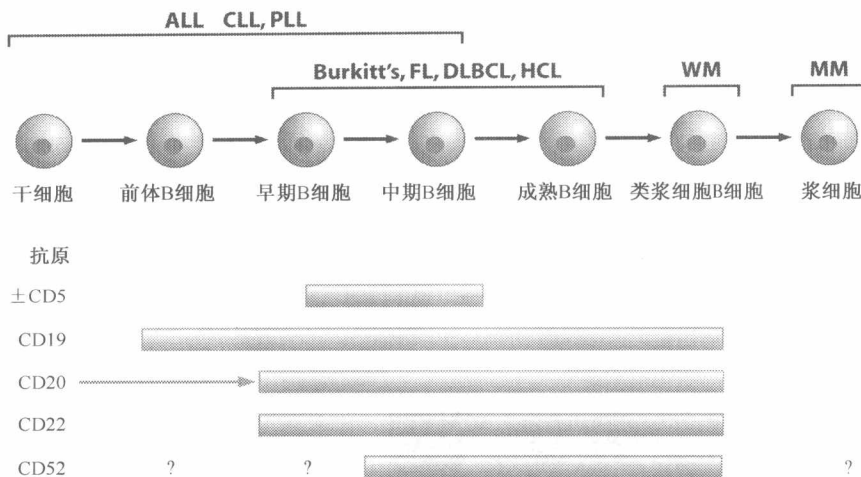 ALL CLL, PLL
Burkitt's, FL, DLBCL, HCL WM MM
干细胞 前体B细胞 早期B细胞 中期B细胞 成熟B细胞 类浆细胞B细胞 浆细胞
抗原
±CD5
CD19
CD20
CD22
CD52 ? ? ?